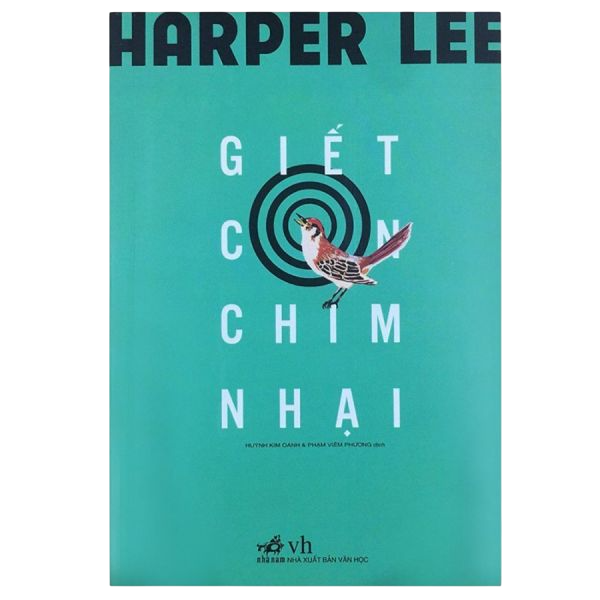 HARPER LEE
GIẾT
CON
CHIM
NHẠI
HUỲNH KIM OANH & PHẠM VIÊM PHƯƠNG dịch
vh
nhã nam NHÀ XUẤT BẢN VĂN HỌC